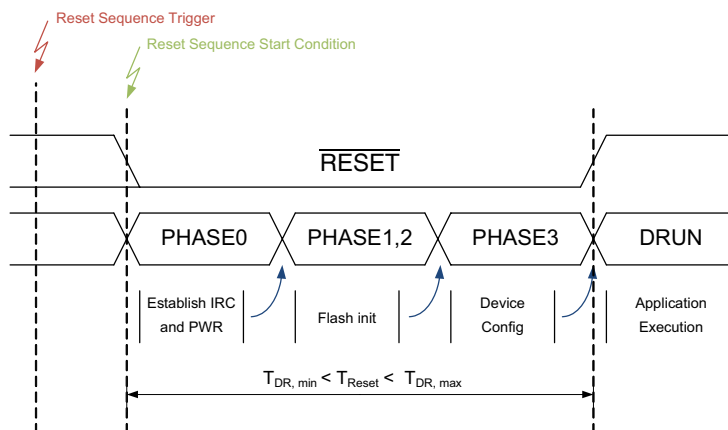 Reset Sequence Trigger
Reset Sequence Start Condition
RESET
PHASE0
PHASE1,2
PHASE3
DRUN
Establish IRC
and PWR
Flash init
Device
Config
Application
Execution
TDR, min < TReset < TDR, max